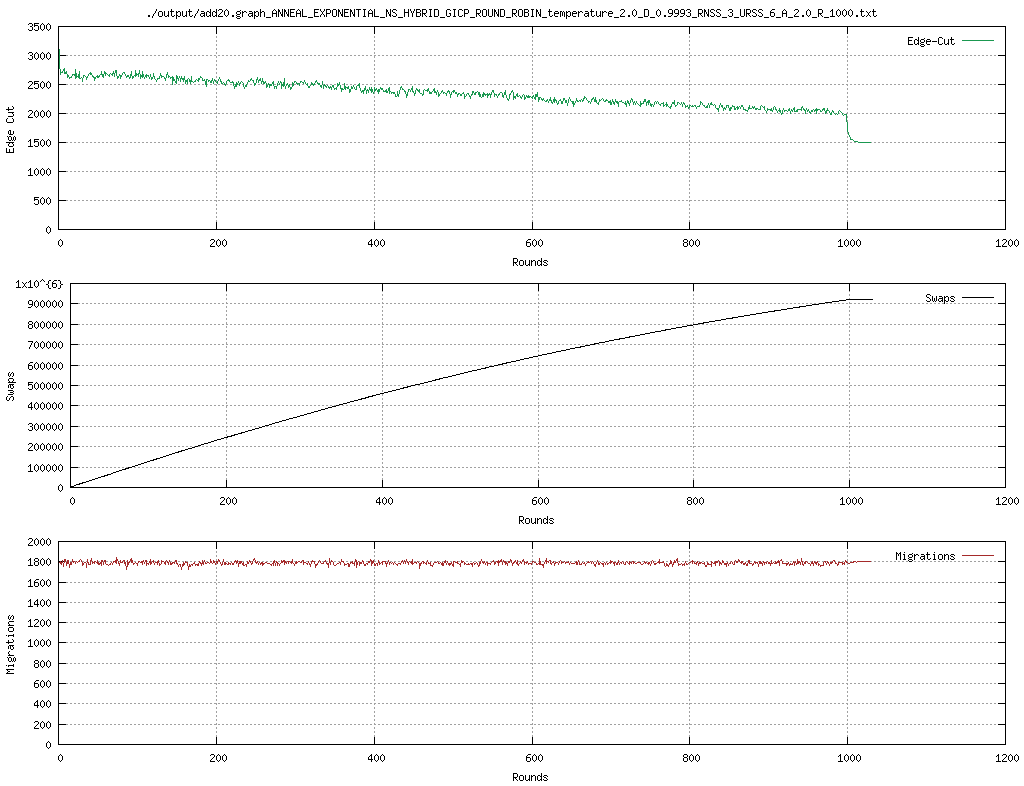 ./output/add20.graph_ANNEAL_EXPONENTIAL_NS_HYBRID_GICP_ROUND_ROBIN_temperature_2.0_D_0.9993_RNSS_3_URSS_6_A_2.0_R_1000.txt
3500
Edge-Cut
3000
2500
2000
1500
1000
500
0
Edge Cut
0 200 400 600 800 1000 1200
Rounds
1x10^{6}
Swaps
900000
800000
700000
600000
500000
400000
300000
200000
100000
0
Swaps
0 200 400 600 800 1000 1200
Rounds
2000
Migrations
1800
1600
1400
1200
1000
800
600
400
200
0
Migrations
0 200 400 600 800 1000 1200
Rounds